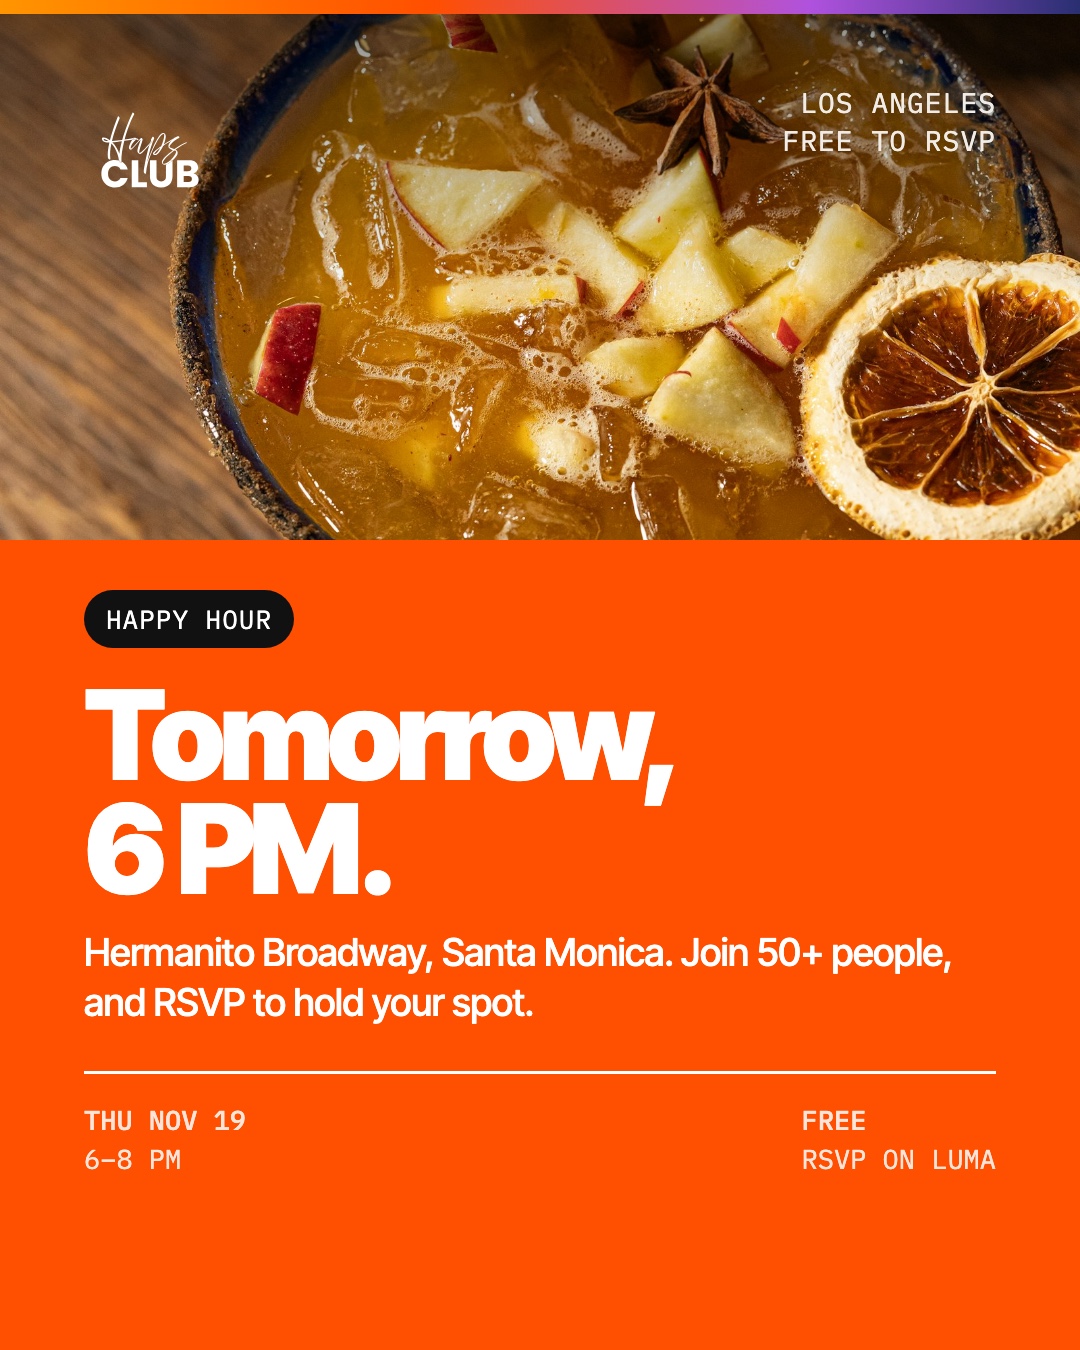 Haps
CLUB
LOS ANGELES
FREE TO RSVP
HAPPY HOUR
Tomorrow,
6 PM.
Hermanito Broadway, Santa Monica. Join 50+ people,
and RSVP to hold your spot.
THU NOV 19
6–8 PM
FREE
RSVP ON LUMA